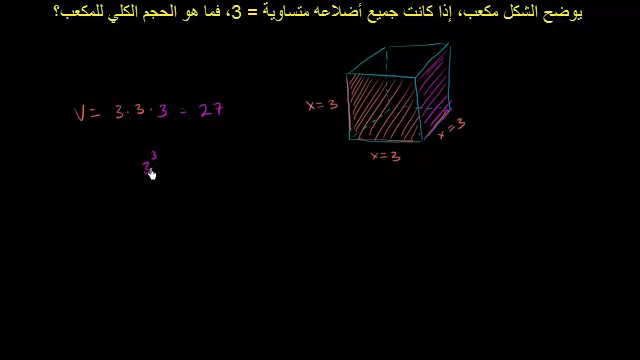 يوضح الشكل مكعب، إذا كانت جميع أضلاعه متساوية = 3، فما هو الحجم الكلي للمكعب؟
V = 3 · 3 · 3 = 27
x = 3
x = 3
x = 3
3³